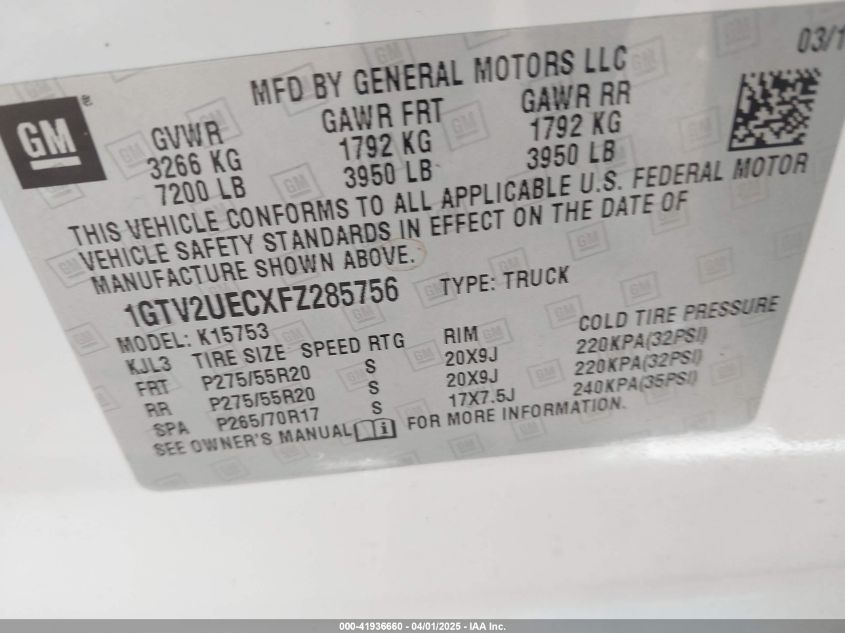 03/1
MFD BY GENERAL MOTORS LLC
GM®
GVWR GAWR FRT GAWR RR
3266 KG 1792 KG 1792 KG
7200 LB 3950 LB 3950 LB
THIS VEHICLE CONFORMS TO ALL APPLICABLE U.S. FEDERAL MOTOR
VEHICLE SAFETY STANDARDS IN EFFECT ON THE DATE OF
MANUFACTURE SHOWN ABOVE.
1GTV2UECXFZ285756 TYPE: TRUCK
MODEL: K15753
KJL3 TIRE SIZE SPEED RTG RIM COLD TIRE PRESSURE
FRT P275/55R20 S 20X9J 220KPA(32PSI)
RR P275/55R20 S 20X9J 220KPA(32PSI)
SPA P265/70R17 S 17X7.5J 240KPA(35PSI)
SEE OWNER'S MANUAL i FOR MORE INFORMATION.
000-41936660 - 04/01/2025 - IAA Inc.